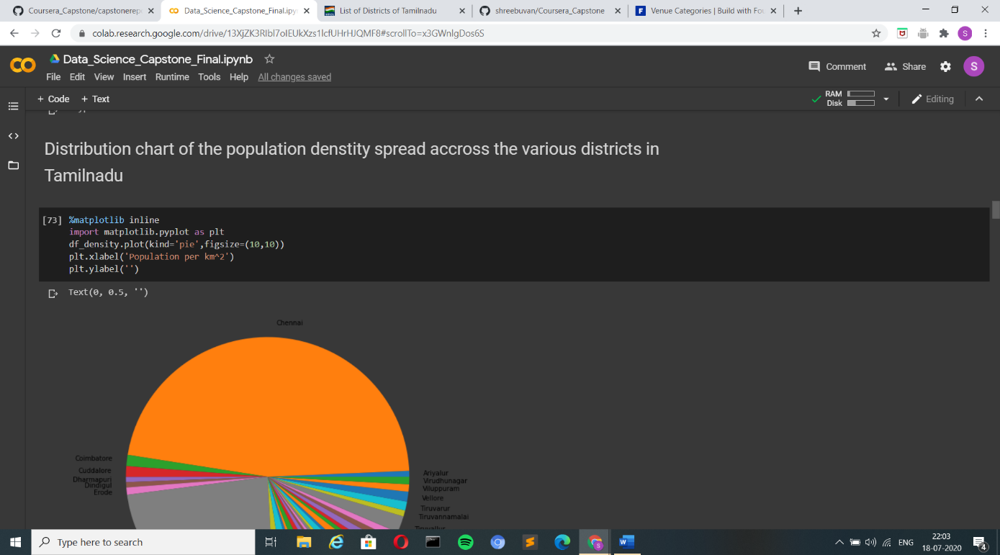 Coursera_Capstone/capstonerep
Data_Science_Capstone_Final.ipyn
List of Districts of Tamilnadu
shreebuvan/Coursera_Capstone
Venue Categories | Build with Fou
colab.research.google.com/drive/13XjZK3RIbl7oIEUkXzs1lcfUHrHJQMF8#scrollTo=x3GWnlgDos6S
S
Data_Science_Capstone_Final.ipynb
Comment
Share
S
File Edit View Insert Runtime Tools Help All changes saved
+ Code + Text
RAM
Disk
Editing
Distribution chart of the population denstity spread accross the various districts in
Tamilnadu
[73] %matplotlib inline
import matplotlib.pyplot as plt
df_density.plot(kind='pie',figsize=(10,10))
plt.xlabel('Population per km^2')
plt.ylabel('')
Text(0, 0.5, '')
Chennai
Coimbatore
Cuddalore
Dharmapuri
Dindigul
Erode
Ariyalur
Virudhunagar
Viluppuram
Vellore
Tiruvarur
Tiruvannamalai
Tiruvallur
Type here to search
ENG
22:03
18-07-2020
4